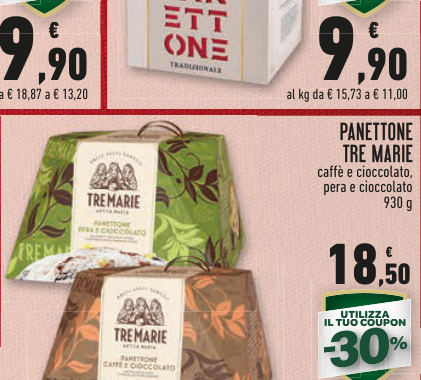 9,90 €
a € 18,87 a € 13,20
ETT
ONE
TRADIZIONALE
9,90 €
al kg da € 15,73 a € 11,00
PANETTONE
TRE MARIE
caffè e cioccolato,
pera e cioccolato
930 g
18,50 €
UTILIZZA
IL TUO COUPON
-30%
TRE MARIE
PANETTONE
PERA E CIOCCOLATO
TREMAR
TRE MARIE
PANETTONE
CAFFÈ E CIOCCOLATO